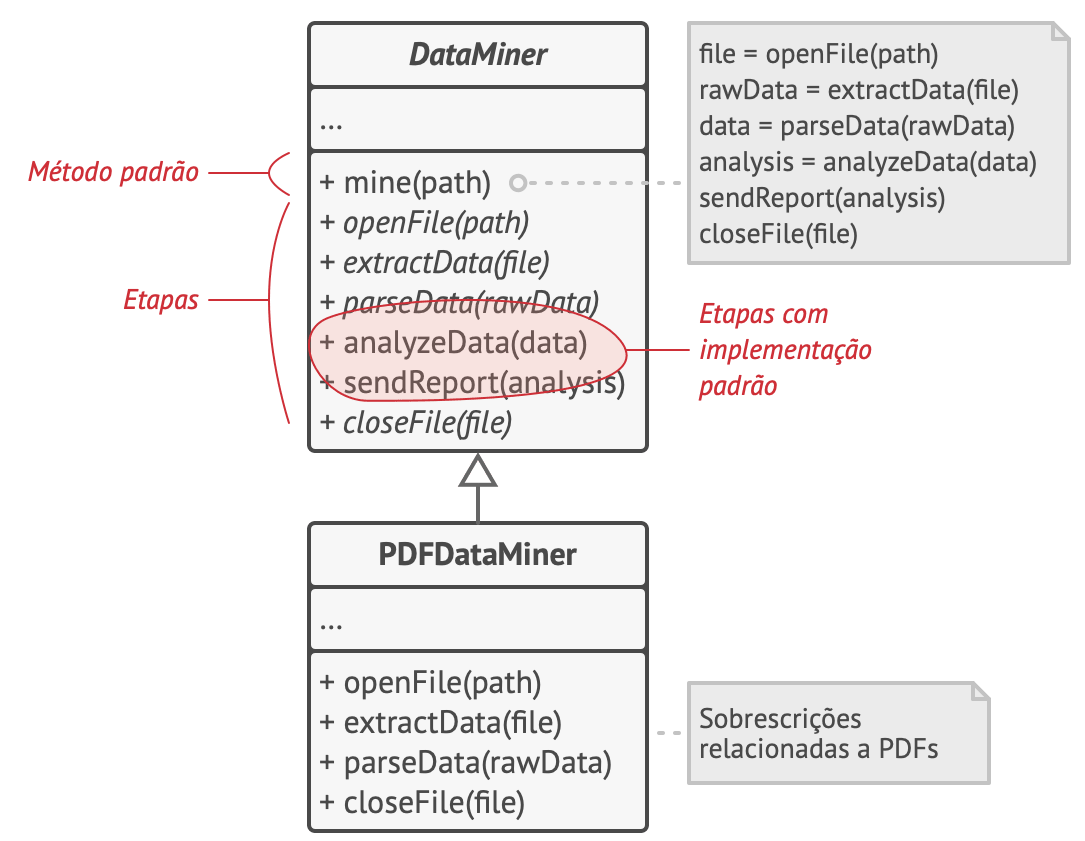 DataMiner
...
+ mine(path)
+ openFile(path)
+ extractData(file)
+ parseData(rawData)
+ analyzeData(data)
+ sendReport(analysis)
+ closeFile(file)
file = openFile(path)
rawData = extractData(file)
data = parseData(rawData)
analysis = analyzeData(data)
sendReport(analysis)
closeFile(file)
Método padrão
Etapas
Etapas com
implementação
padrão
PDFDataMiner
...
+ openFile(path)
+ extractData(file)
+ parseData(rawData)
+ closeFile(file)
Sobrescrições
relacionadas a PDFs